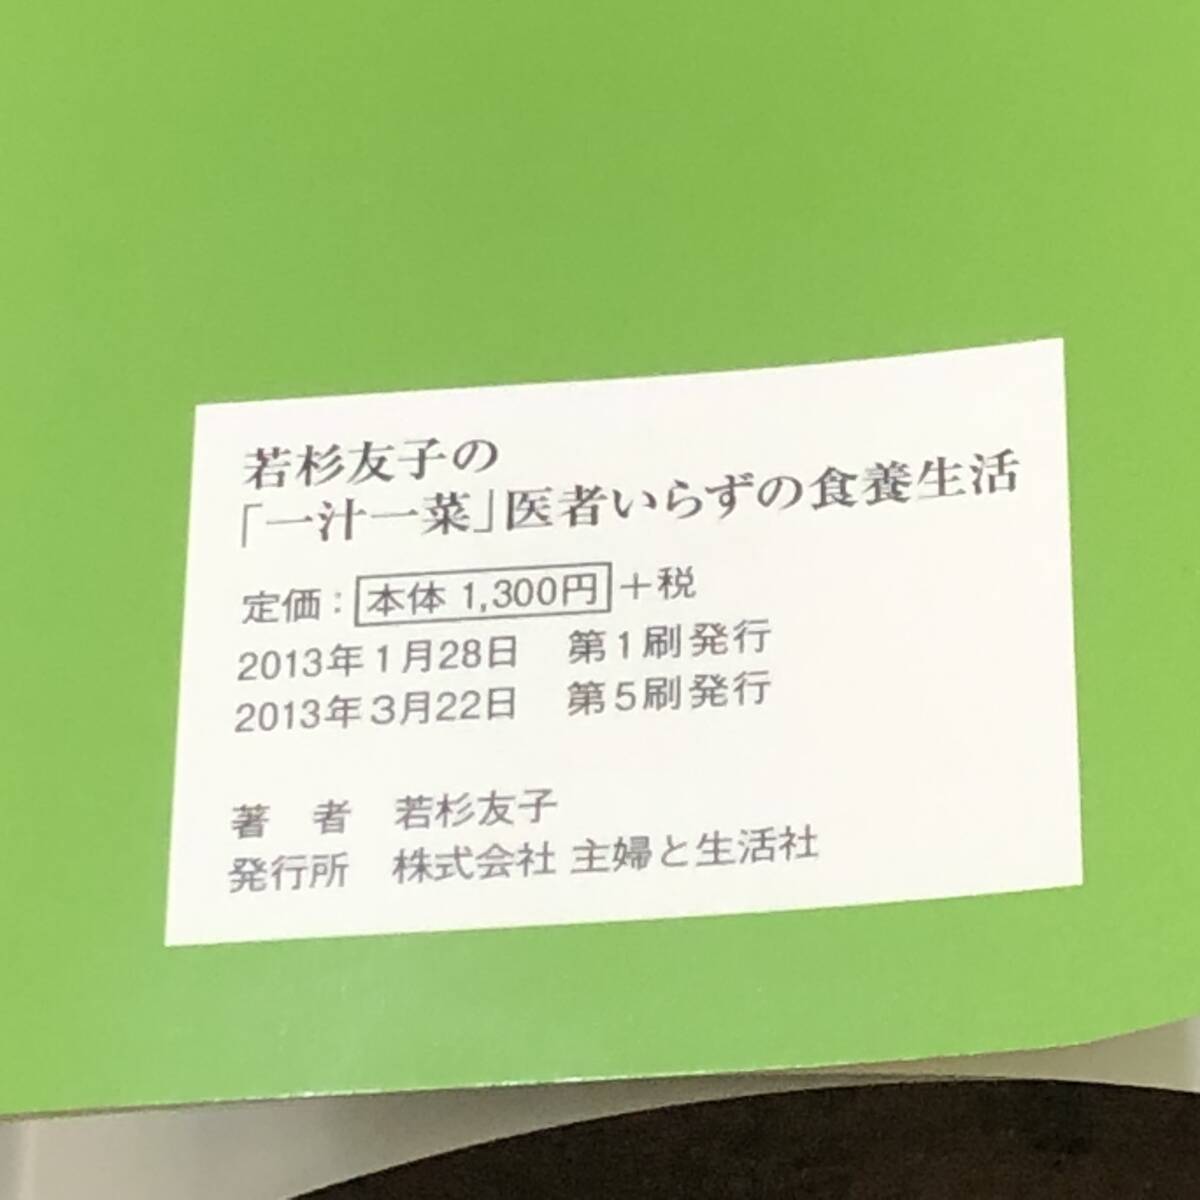 若杉友子の
「一汁一菜」医者いらずの食養生活
定価：本体 1,300円＋税
2013年1月28日　第1刷発行
2013年3月22日　第5刷発行
著　者　若杉友子
発行所　株式会社 主婦と生活社